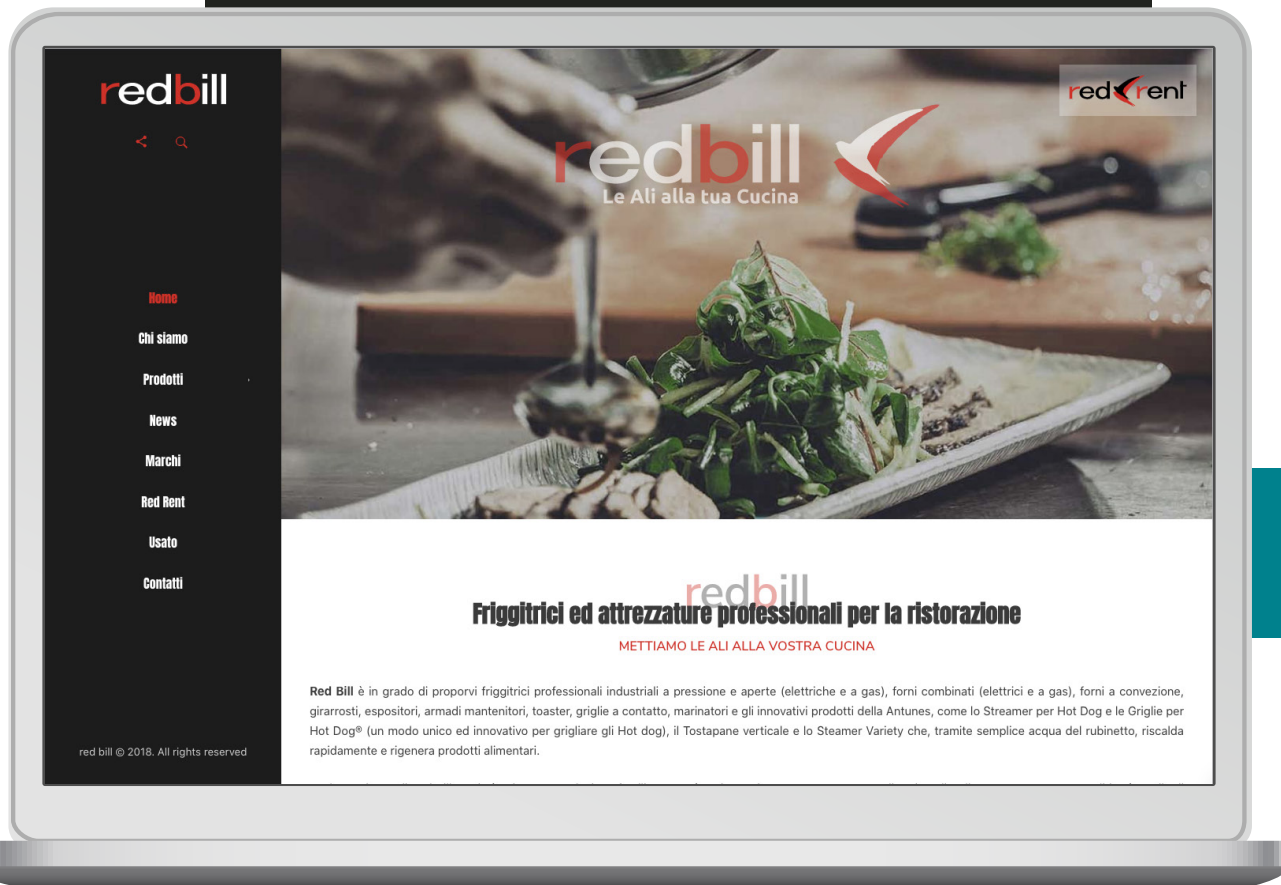 redbill
Home
Chi siamo
Prodotti
News
Marchi
Red Rent
Usato
Contatti
red bill © 2018. All rights reserved
red rent
redbill
Le Ali alla tua Cucina
redbill
Friggitrici ed attrezzature professionali per la ristorazione
METTIAMO LE ALI ALLA VOSTRA CUCINA
Red Bill è in grado di proporvi friggitrici professionali industriali a pressione e aperte (elettriche e a gas), forni combinati (elettrici e a gas), forni a convezione,
girarrosti, espositori, armadi mantenitori, toaster, griglie a contatto, marinatori e gli innovativi prodotti della Antunes, come lo Streamer per Hot Dog e le Griglie per
Hot Dog® (un modo unico ed innovativo per grigliare gli Hot dog), il Tostapane verticale e lo Steamer Variety che, tramite semplice acqua del rubinetto, riscalda
rapidamente e rigenera prodotti alimentari.